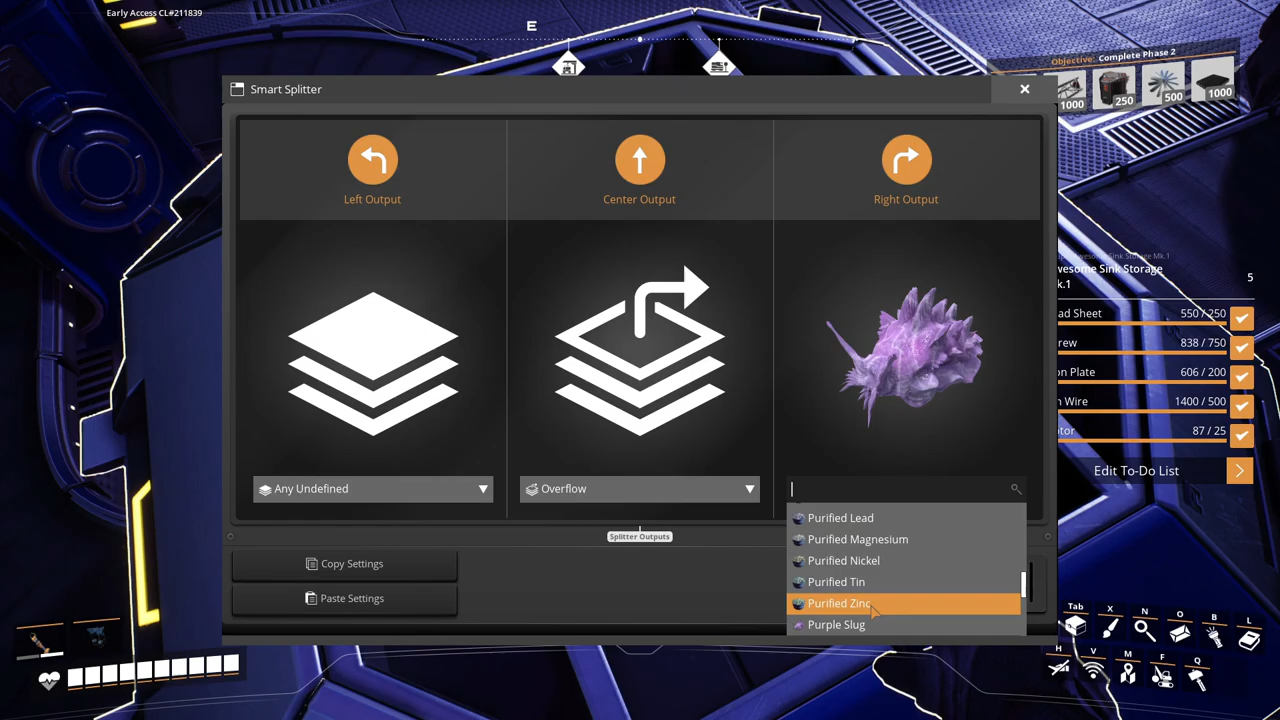 Early Access CL#211839
E
Objective: Complete Phase 2
1000
250
500
1000
Smart Splitter
Left Output
Center Output
Right Output
Any Undefined
Overflow
Purified Lead
Purified Magnesium
Purified Nickel
Purified Tin
Purified Zinc
Purple Slug
Splitter Outputs
Copy Settings
Paste Settings
wesome Sink Storage
k.1
5
ad Sheet 550 / 250
rew 838 / 750
on Plate 606 / 200
n Wire 1400 / 500
otor 87 / 25
Edit To-Do List
Tab X N O B L
H V M F Q